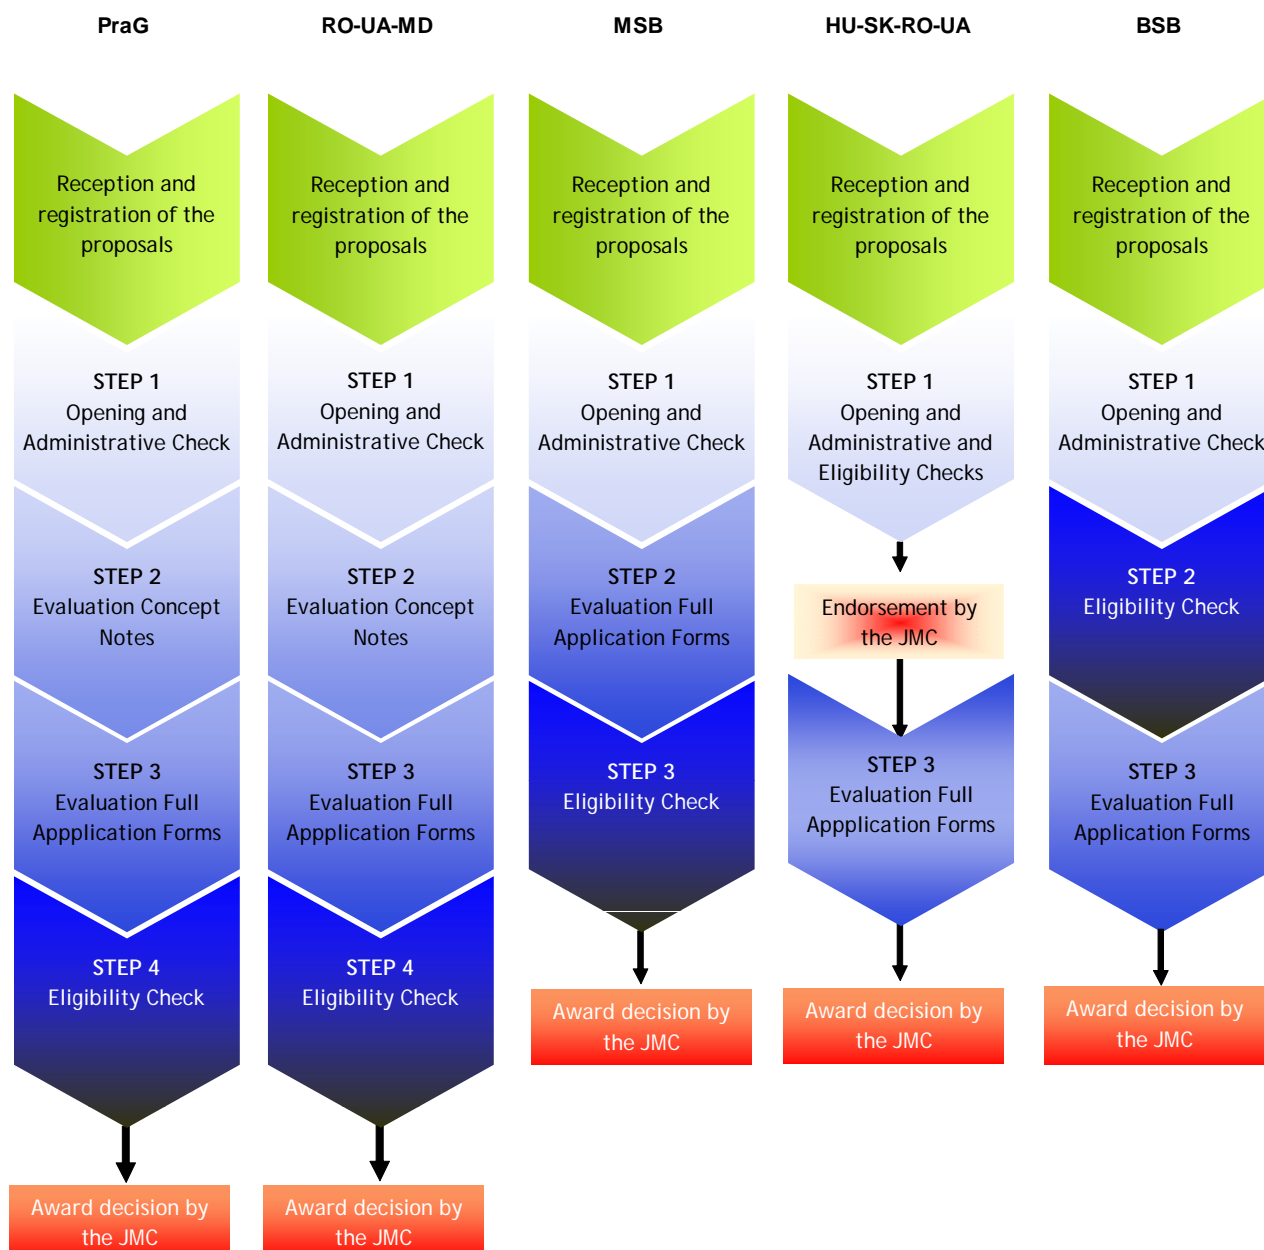 PraG
Reception and
registration of the
proposals
STEP 1
Opening and
Administrative Check
STEP 2
Evaluation Concept
Notes
STEP 3
Evaluation Full
Appplication Forms
STEP 4
Eligibility Check
Award decision by
the JMC
RO-UA-MD
Reception and
registration of the
proposals
STEP 1
Opening and
Administrative Check
STEP 2
Evaluation Concept
Notes
STEP 3
Evaluation Full
Appplication Forms
STEP 4
Eligibility Check
Award decision by
the JMC
MSB
Reception and
registration of the
proposals
STEP 1
Opening and
Administrative Check
STEP 2
Evaluation Full
Application Forms
STEP 3
Eligibility Check
Award decision by
the JMC
HU-SK-RO-UA
Reception and
registration of the
proposals
STEP 1
Opening and
Administrative and
Eligibility Checks
Endorsement by
the JMC
STEP 3
Evaluation Full
Appplication Forms
Award decision by
the JMC
BSB
Reception and
registration of the
proposals
STEP 1
Opening and
Administrative Check
STEP 2
Eligibility Check
STEP 3
Evaluation Full
Application Forms
Award decision by
the JMC